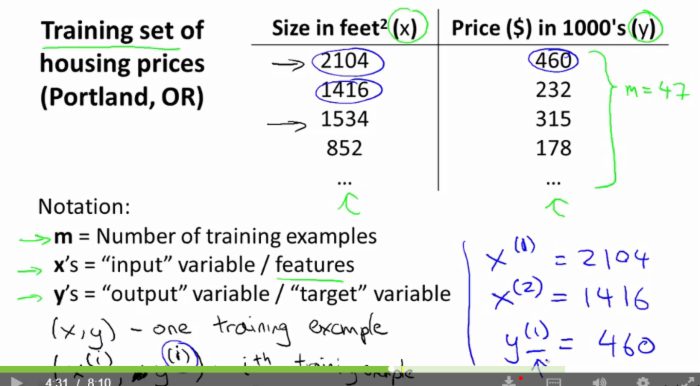 Training set of housing prices (Portland, OR)
Size in feet² (x) Price ($) in 1000's (y)
2104 460
1416 232
1534 315
852 178
... ...
m = 47
Notation:
m = Number of training examples
x's = “input” variable / features
y's = “output” variable / “target” variable
(x,y) - one training example
(x⁽ⁱ⁾, y⁽ⁱ⁾) - ith training example
x⁽¹⁾ = 2104
x⁽²⁾ = 1416
y⁽¹⁾ = 460
4:31 / 8:10